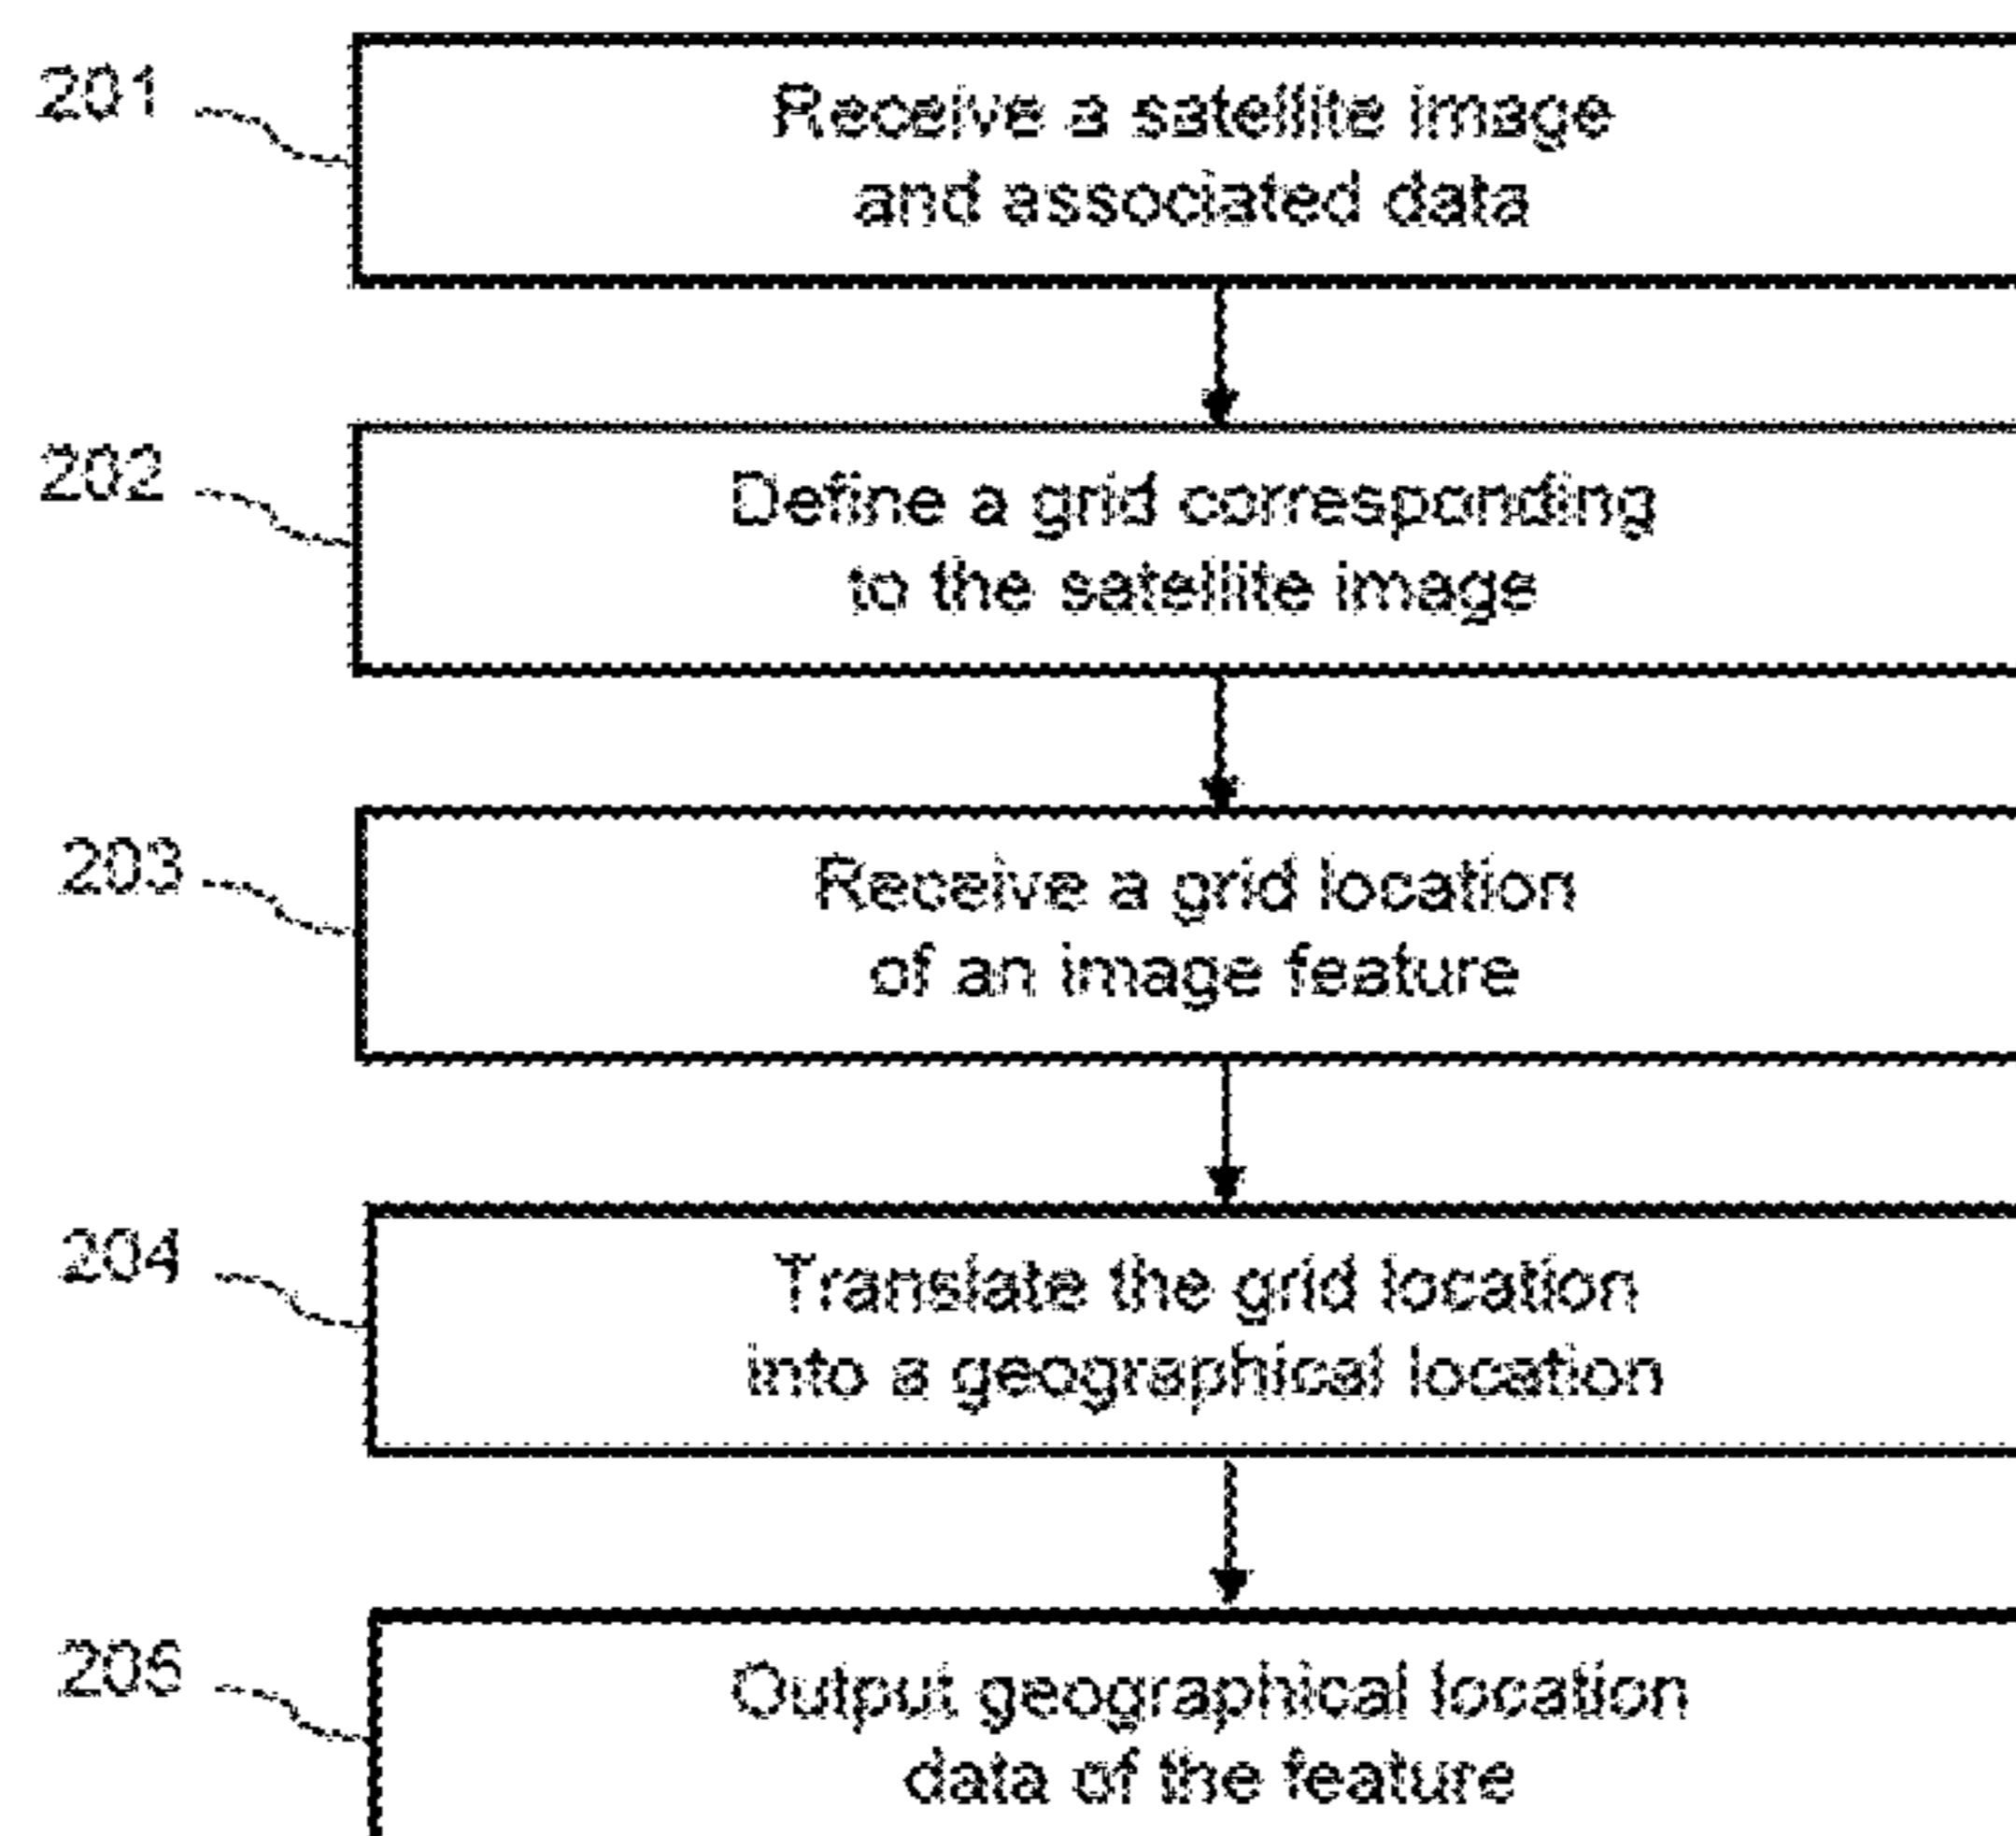 201
Receive a satellite image
and associated data
202
Define a grid corresponding
to the satellite image
203
Receive a grid location
of an image feature
204
Translate the grid location
into a geographical location
205
Output geographical location
data of the feature